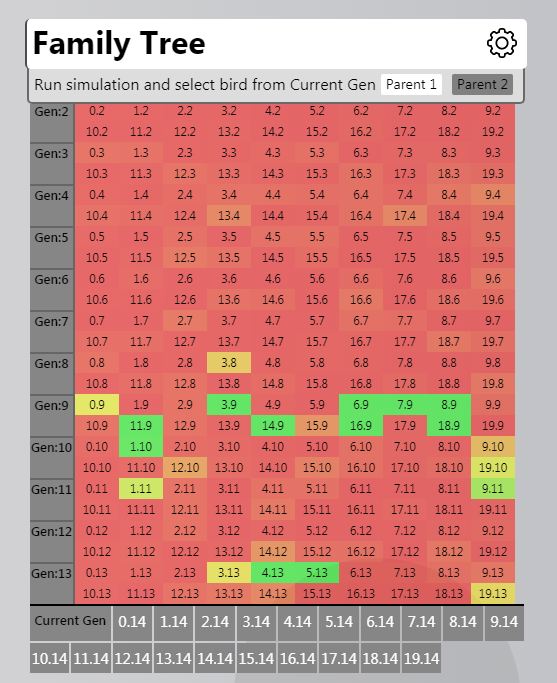 Family Tree
Run simulation and select bird from Current Gen Parent 1 Parent 2
Gen:2 0.2 1.2 2.2 3.2 4.2 5.2 6.2 7.2 8.2 9.2
10.2 11.2 12.2 13.2 14.2 15.2 16.2 17.2 18.2 19.2
Gen:3 0.3 1.3 2.3 3.3 4.3 5.3 6.3 7.3 8.3 9.3
10.3 11.3 12.3 13.3 14.3 15.3 16.3 17.3 18.3 19.3
Gen:4 0.4 1.4 2.4 3.4 4.4 5.4 6.4 7.4 8.4 9.4
10.4 11.4 12.4 13.4 14.4 15.4 16.4 17.4 18.4 19.4
Gen:5 0.5 1.5 2.5 3.5 4.5 5.5 6.5 7.5 8.5 9.5
10.5 11.5 12.5 13.5 14.5 15.5 16.5 17.5 18.5 19.5
Gen:6 0.6 1.6 2.6 3.6 4.6 5.6 6.6 7.6 8.6 9.6
10.6 11.6 12.6 13.6 14.6 15.6 16.6 17.6 18.6 19.6
Gen:7 0.7 1.7 2.7 3.7 4.7 5.7 6.7 7.7 8.7 9.7
10.7 11.7 12.7 13.7 14.7 15.7 16.7 17.7 18.7 19.7
Gen:8 0.8 1.8 2.8 3.8 4.8 5.8 6.8 7.8 8.8 9.8
10.8 11.8 12.8 13.8 14.8 15.8 16.8 17.8 18.8 19.8
Gen:9 0.9 1.9 2.9 3.9 4.9 5.9 6.9 7.9 8.9 9.9
10.9 11.9 12.9 13.9 14.9 15.9 16.9 17.9 18.9 19.9
Gen:10 0.10 1.10 2.10 3.10 4.10 5.10 6.10 7.10 8.10 9.10
10.10 11.10 12.10 13.10 14.10 15.10 16.10 17.10 18.10 19.10
Gen:11 0.11 1.11 2.11 3.11 4.11 5.11 6.11 7.11 8.11 9.11
10.11 11.11 12.11 13.11 14.11 15.11 16.11 17.11 18.11 19.11
Gen:12 0.12 1.12 2.12 3.12 4.12 5.12 6.12 7.12 8.12 9.12
10.12 11.12 12.12 13.12 14.12 15.12 16.12 17.12 18.12 19.12
Gen:13 0.13 1.13 2.13 3.13 4.13 5.13 6.13 7.13 8.13 9.13
10.13 11.13 12.13 13.13 14.13 15.13 16.13 17.13 18.13 19.13
Current Gen 0.14 1.14 2.14 3.14 4.14 5.14 6.14 7.14 8.14 9.14
10.14 11.14 12.14 13.14 14.14 15.14 16.14 17.14 18.14 19.14